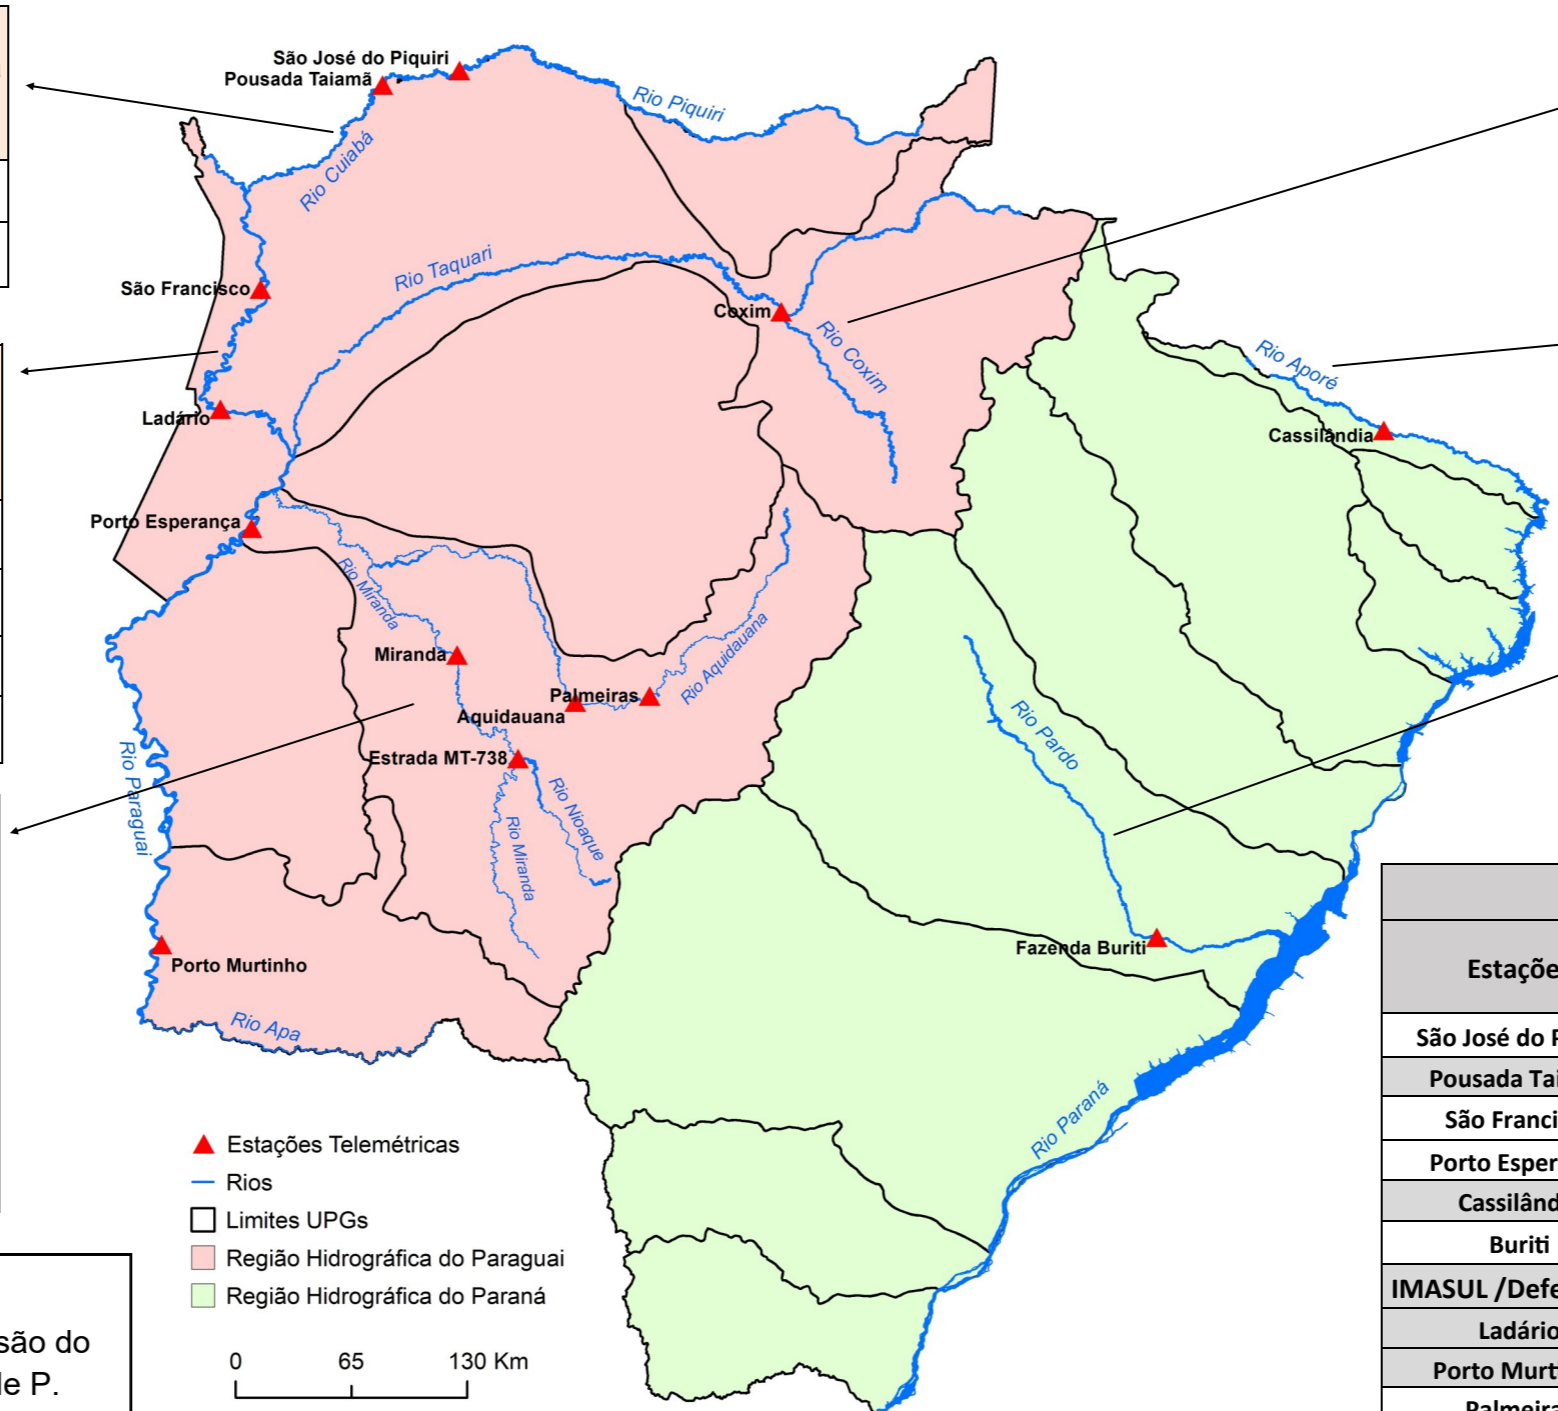 São José do Piquiri
Pousada Taiamã
Rio Piquiri
Rio Cuiabá
São Francisco
Rio Taquari
Coxim
Rio Coxim
Rio Aporé
Ladário
Cassilândia
Porto Esperança
Rio Miranda
Miranda
Rio Aquidauana
Palmeiras
Aquidauana
Rio Pardo
Rio Paraguai
Estrada MT-738
Rio Nioaque
Rio Miranda
Fazenda Buriti
Porto Murtinho
Rio Apa
Rio Paraná
Estações Telemétricas
Rios
Limites UPGs
Região Hidrográfica do Paraguai
Região Hidrográfica do Paraná
0 65 130 Km
são do
le P.
Estaçõe
São José do P
Pousada Tai
São Franci
Porto Esper
Cassilând
Buriti
IMASUL /Defe
Ladário
Porto Murt
Palmeira